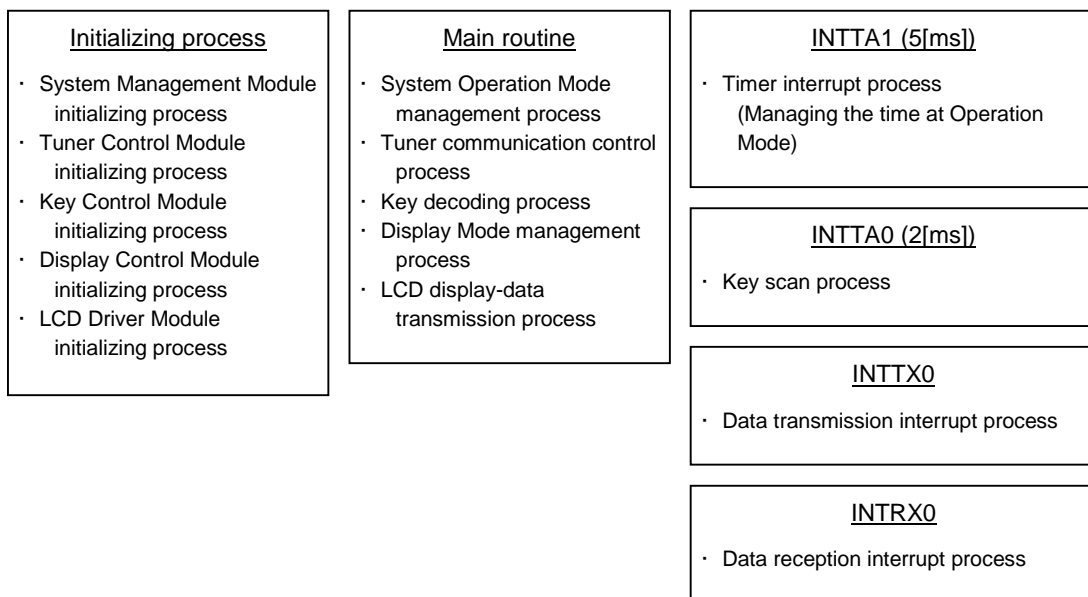 Initializing process
· System Management Module
initializing process
· Tuner Control Module
initializing process
· Key Control Module
initializing process
· Display Control Module
initializing process
· LCD Driver Module
initializing process
Main routine
· System Operation Mode
management process
· Tuner communication control
process
· Key decoding process
· Display Mode management
process
· LCD display-data
transmission process
INTTA1 (5[ms])
· Timer interrupt process
(Managing the time at Operation
Mode)
INTTA0 (2[ms])
· Key scan process
INTTX0
· Data transmission interrupt process
INTRX0
· Data reception interrupt process